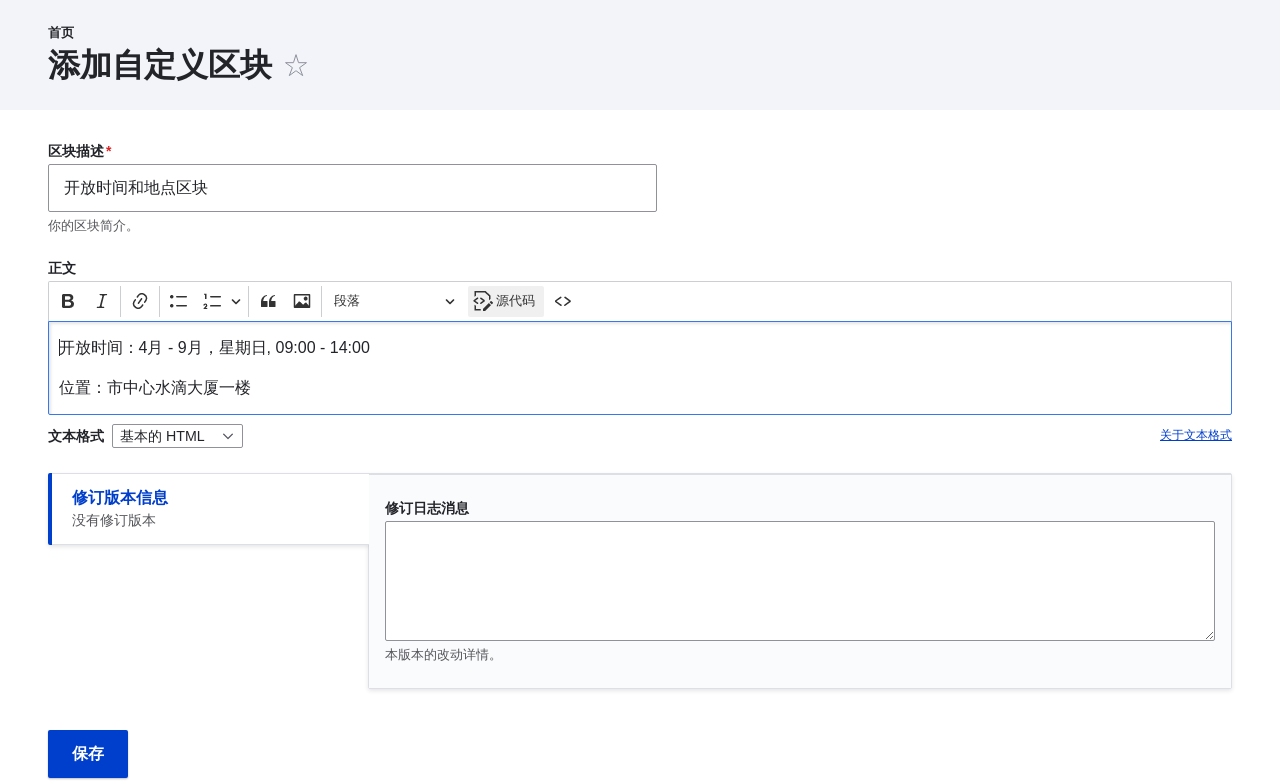 首页
添加自定义区块
区块描述*
开放时间和地点区块
你的区块简介。
正文
B I 段落 源代码
开放时间：4月 - 9月，星期日, 09:00 - 14:00
位置：市中心水滴大厦一楼
文本格式 基本的 HTML 关于文本格式
修订版本信息
没有修订版本
修订日志消息
本版本的改动详情。
保存